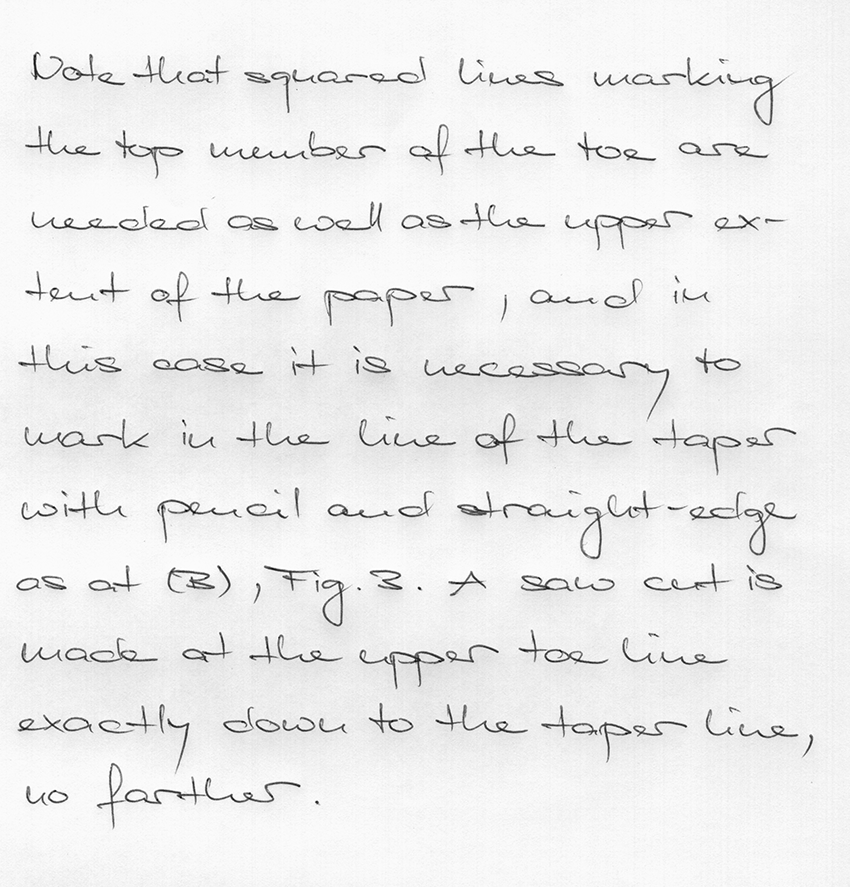 Note that squared lines marking
the top member of the toe are
needed as well as the upper ex-
tent of the paper, and in
this case it is necessary to
mark in the line of the taper
with pencil and straight-edge
as at (B), Fig. 3. A saw cut is
made at the upper toe line
exactly down to the taper line,
no farther.